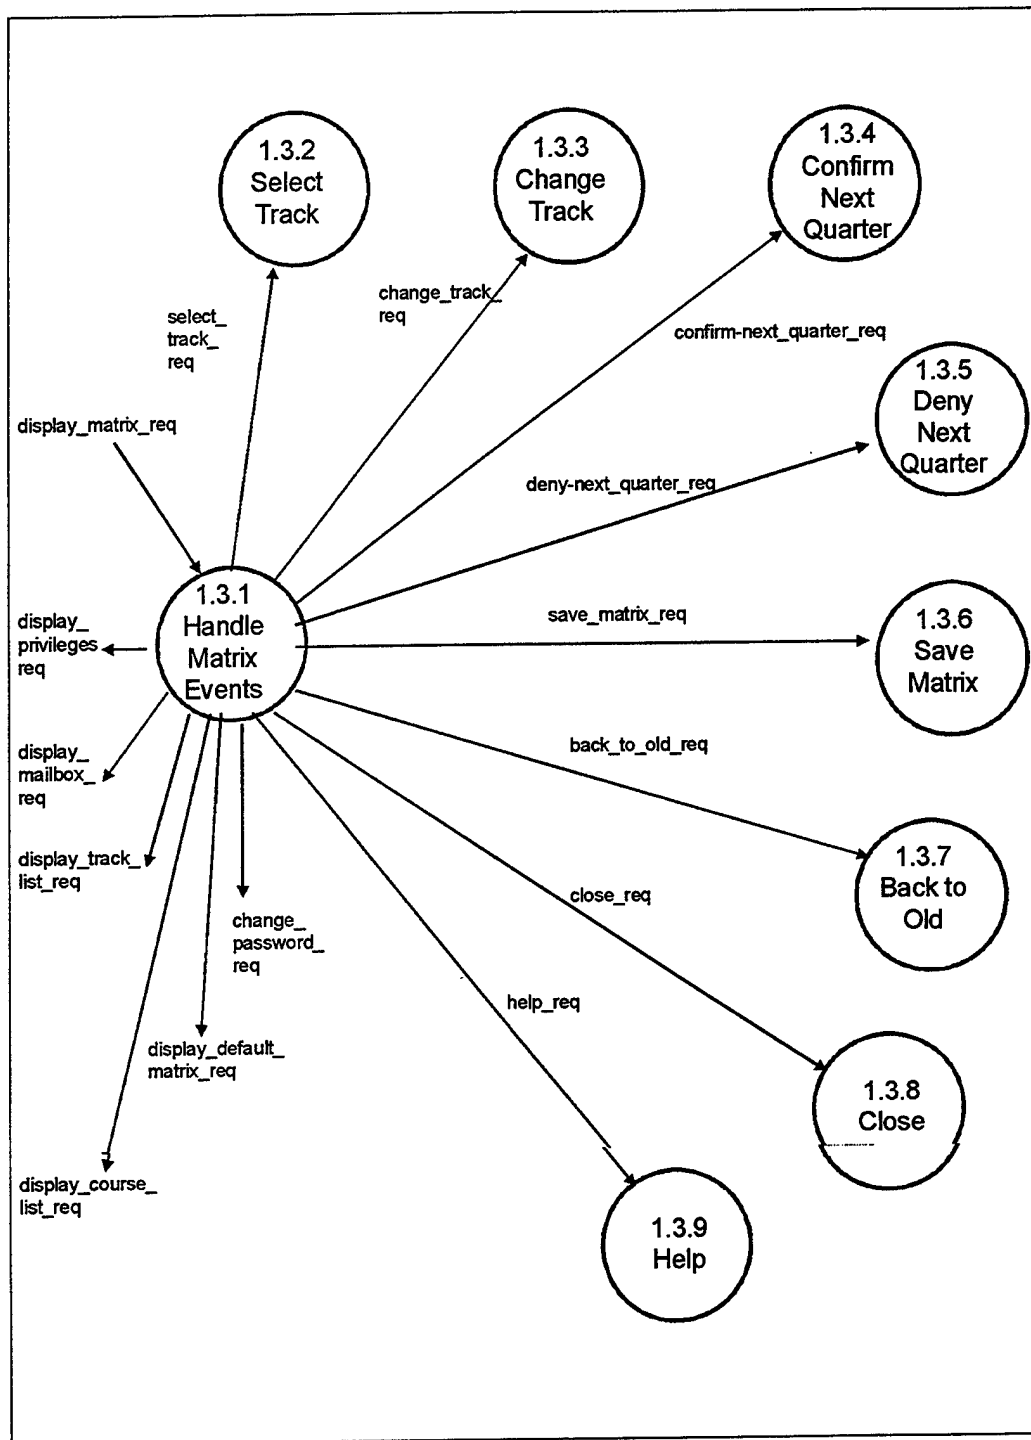 1.3.2
Select
Track
1.3.3
Change
Track
1.3.4
Confirm
Next
Quarter
select_
track_
req
change_track_
req
confirm-next_quarter_req
1.3.5
Deny
Next
Quarter
display_matrix_req
deny-next_quarter_req
1.3.1
Handle
Matrix
Events
display_
privileges
req
save_matrix_req
1.3.6
Save
Matrix
display_
mailbox_
req
back_to_old_req
1.3.7
Back to
Old
display_track_
list_req
close_req
change_
password_
req
help_req
display_default_
matrix_req
1.3.8
Close
display_course_
list_req
1.3.9
Help